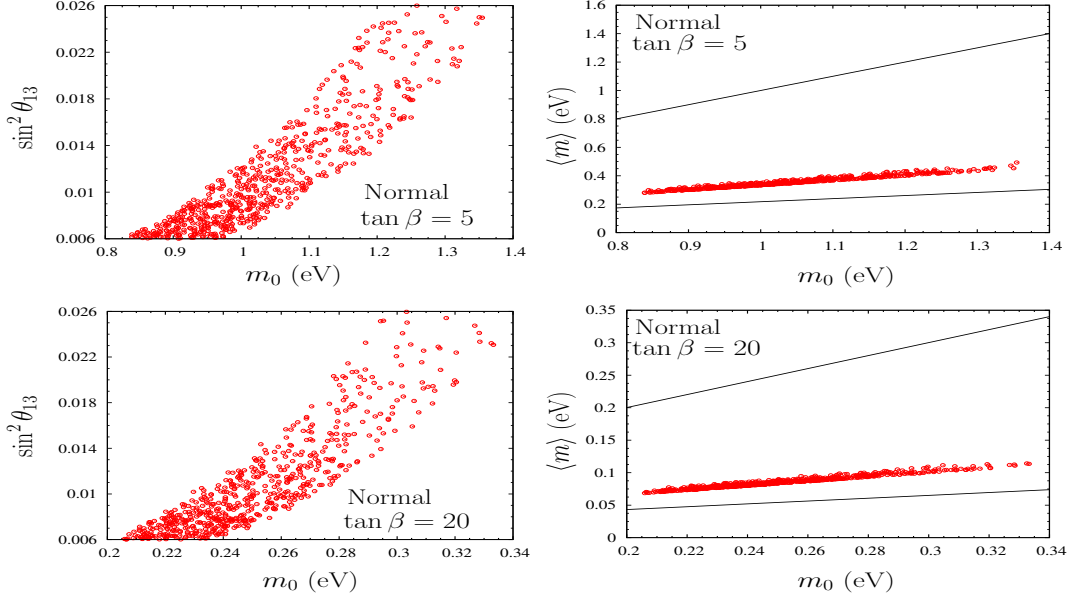 0.026
0.022
0.018
0.014
0.01
0.006
sin² θ₁₃
Normal
tan β = 5
0.8 0.9 1 1.1 1.2 1.3 1.4
m₀ (eV)
1.6
1.4
1.2
1
0.8
0.6
0.4
0.2
0
⟨m⟩ (eV)
Normal
tan β = 5
0.8 0.9 1 1.1 1.2 1.3 1.4
m₀ (eV)
0.026
0.022
0.018
0.014
0.01
0.006
sin² θ₁₃
Normal
tan β = 20
0.2 0.22 0.24 0.26 0.28 0.3 0.32 0.34
m₀ (eV)
0.35
0.3
0.25
0.2
0.15
0.1
0.05
0
⟨m⟩ (eV)
Normal
tan β = 20
0.2 0.22 0.24 0.26 0.28 0.3 0.32 0.34
m₀ (eV)